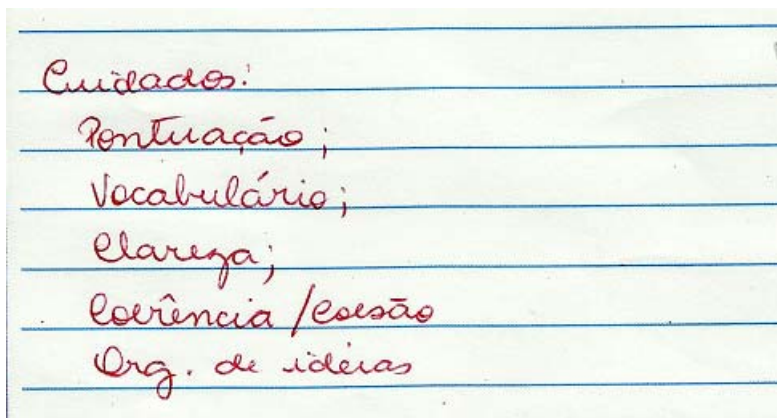 Cuidados:
Pontuação;
Vocabulário;
Clareza;
Coerência/coesão
Org. de idéias